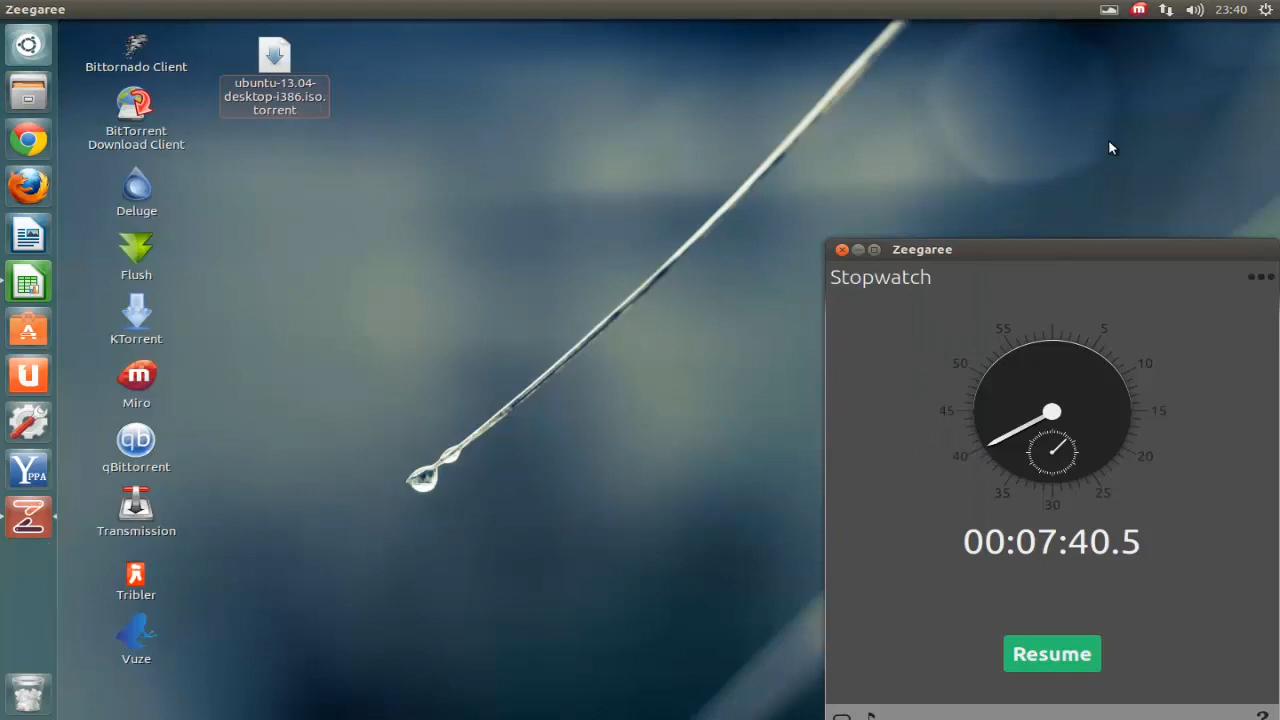 Zeegaree
m
23:40
Bittornado Client
BitTorrent
Download Client
Deluge
Flush
KTorrent
m
Miro
qb
qBittorrent
Transmission
Tribler
Vuze
ubuntu-13.04-
desktop-i386.iso.
torrent
A
U
YPPA
Z
Zeegaree
Stopwatch
55
5
50
10
45
15
40
20
35
25
30
00:07:40.5
Resume
?